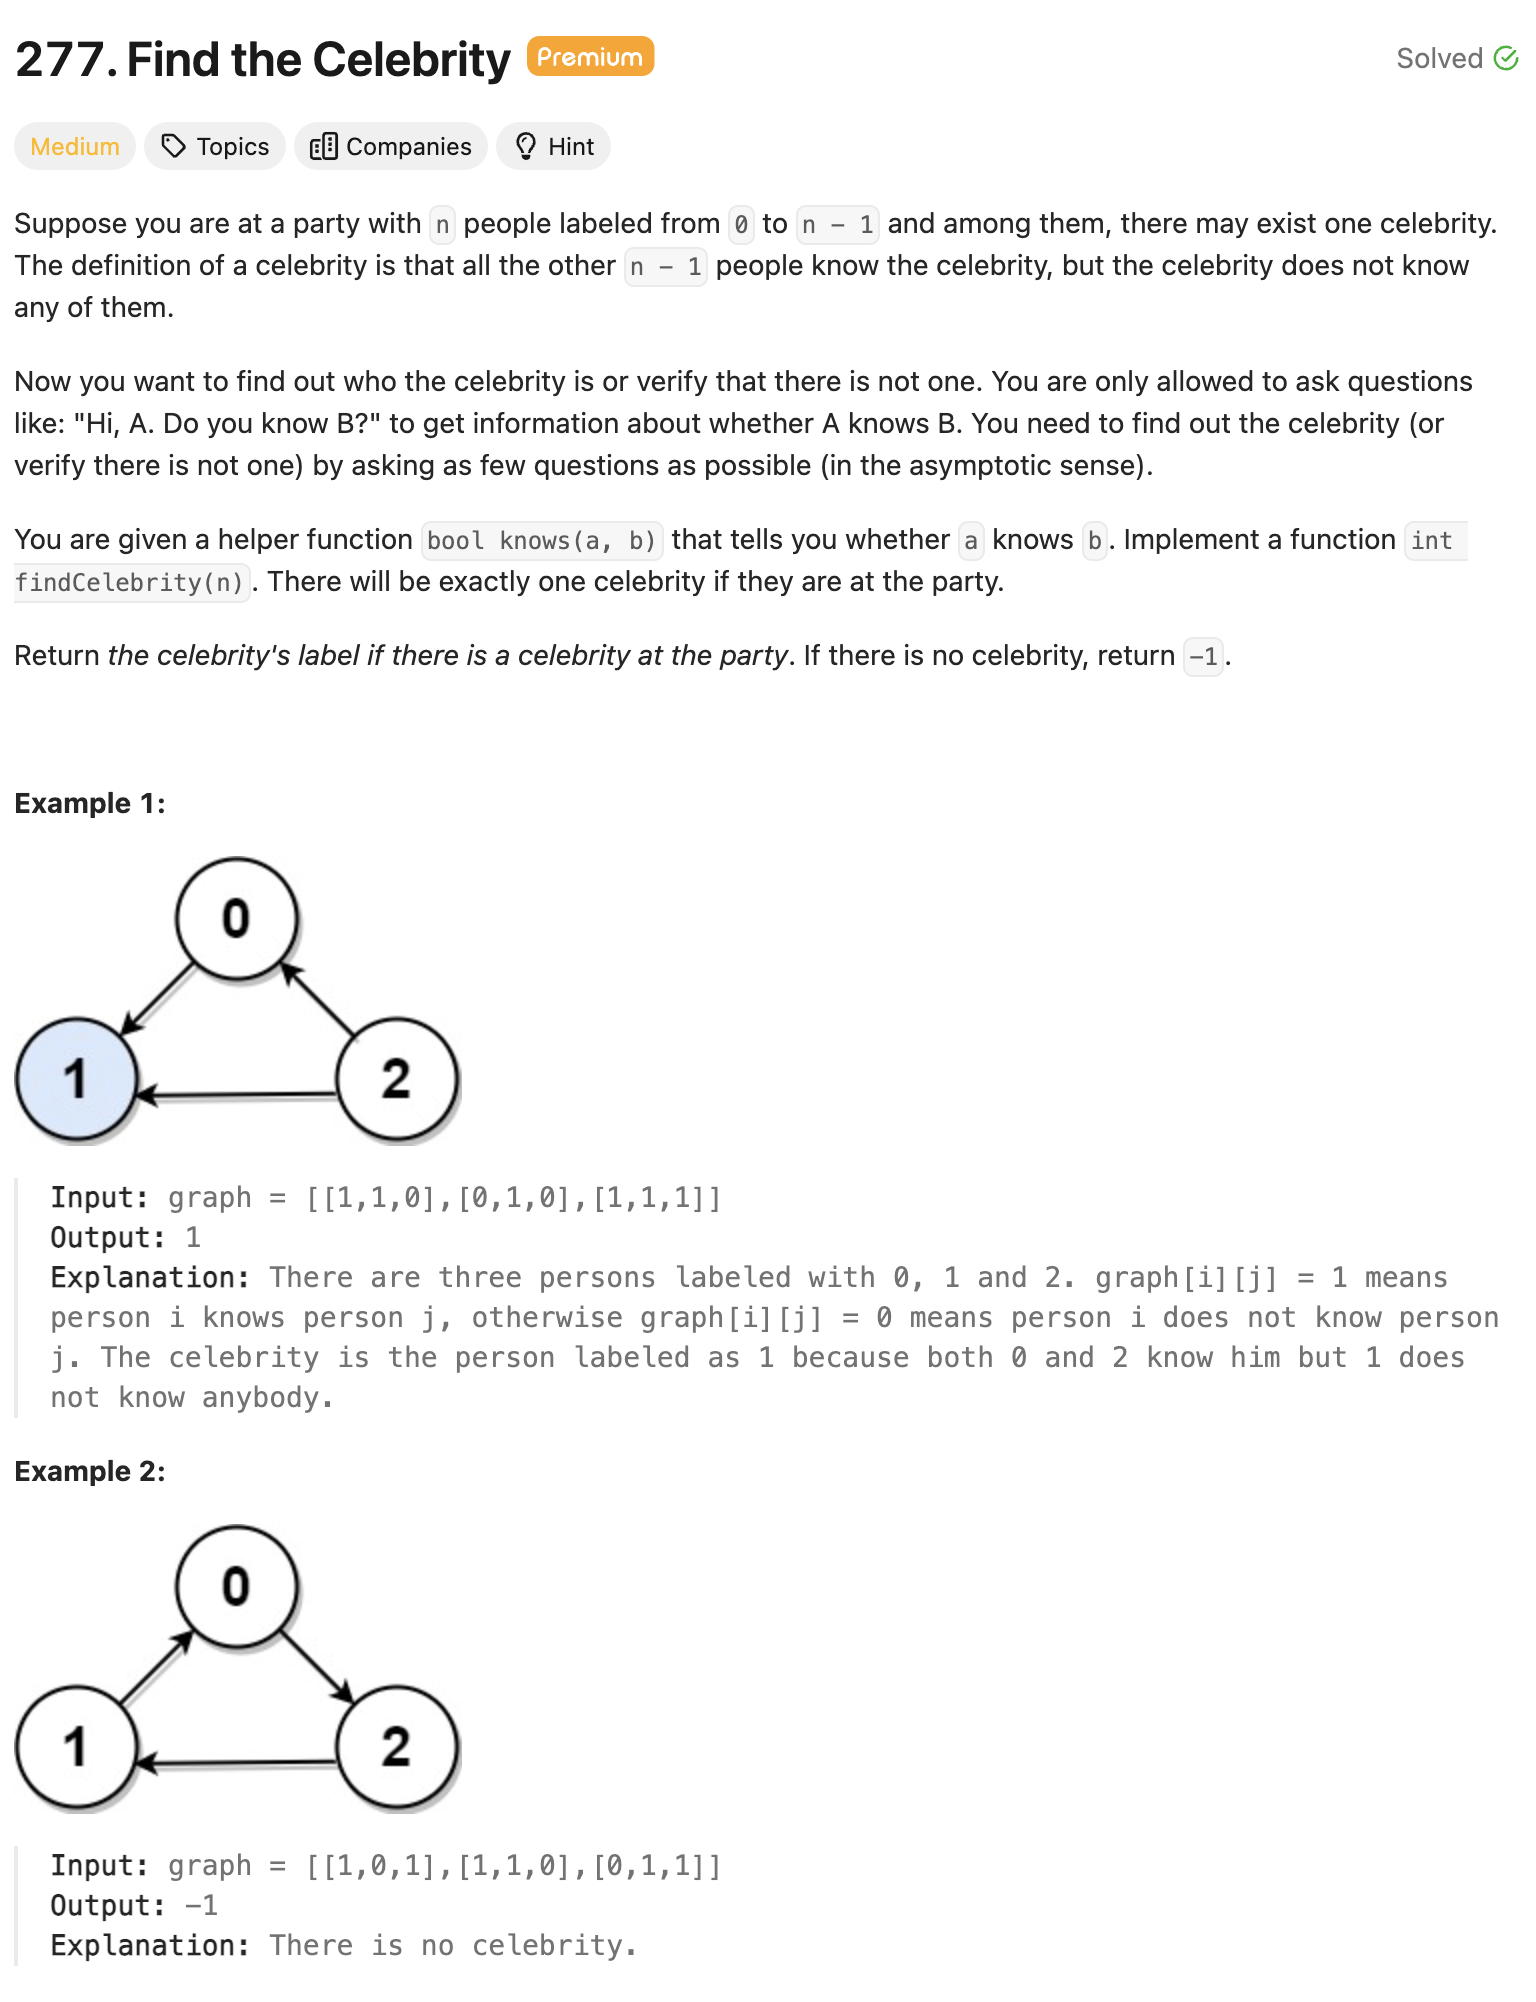 277. Find the Celebrity Premium Solved
Medium Topics Companies Hint
Suppose you are at a party with n people labeled from 0 to n - 1 and among them, there may exist one celebrity.
The definition of a celebrity is that all the other n - 1 people know the celebrity, but the celebrity does not know
any of them.
Now you want to find out who the celebrity is or verify that there is not one. You are only allowed to ask questions
like: "Hi, A. Do you know B?" to get information about whether A knows B. You need to find out the celebrity (or
verify there is not one) by asking as few questions as possible (in the asymptotic sense).
You are given a helper function bool knows(a, b) that tells you whether a knows b. Implement a function int
findCelebrity(n). There will be exactly one celebrity if they are at the party.
Return the celebrity's label if there is a celebrity at the party. If there is no celebrity, return -1.
Example 1:
0
1 2
Input: graph = [[1,1,0],[0,1,0],[1,1,1]]
Output: 1
Explanation: There are three persons labeled with 0, 1 and 2. graph[i][j] = 1 means
person i knows person j, otherwise graph[i][j] = 0 means person i does not know person
j. The celebrity is the person labeled as 1 because both 0 and 2 know him but 1 does
not know anybody.
Example 2:
0
1 2
Input: graph = [[1,0,1],[1,1,0],[0,1,1]]
Output: -1
Explanation: There is no celebrity.